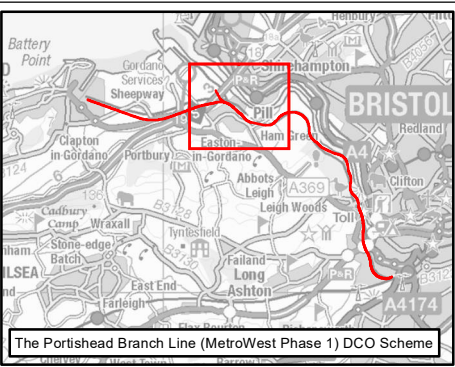 Henbury
Battery
Point
Gordano
Services
Shirehampton
Sheepway
P&R
Pill
BRISTOL
Redland
Clapton
in-Gordano
Portbury
Easton-
in-Gordano
Ham Green
A4
Abbots
Leigh
A369
Clifton
Leigh Woods
Cadbury
Camp
Wraxall
B3128
Toll
Tyntesfield
Stone-edge
Batch
B3130
Failand
Long
Ashton
P&R
East End
Farleigh
A4174
The Portishead Branch Line (MetroWest Phase 1) DCO Scheme